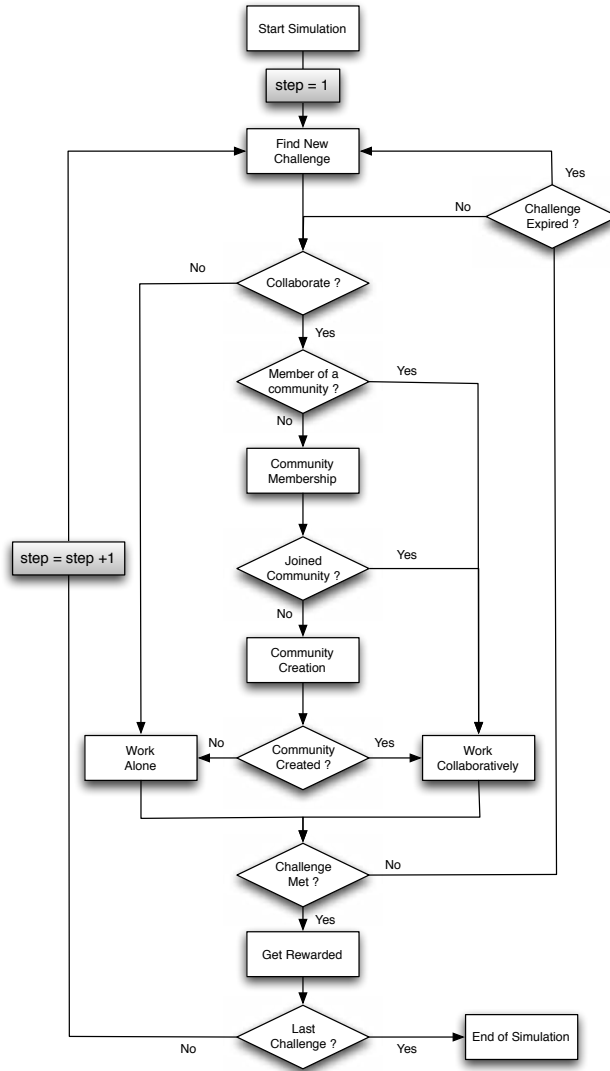 Start Simulation
step = 1
Find New
Challenge
Yes
No
Challenge
Expired ?
No
Collaborate ?
Yes
Member of a
community ?
Yes
No
Community
Membership
step = step +1
Joined
Community ?
Yes
No
Community
Creation
Work
Alone
No
Community
Created ?
Yes
Work
Collaboratively
Challenge
Met ?
No
Yes
Get Rewarded
Last
Challenge ?
No
Yes
End of Simulation